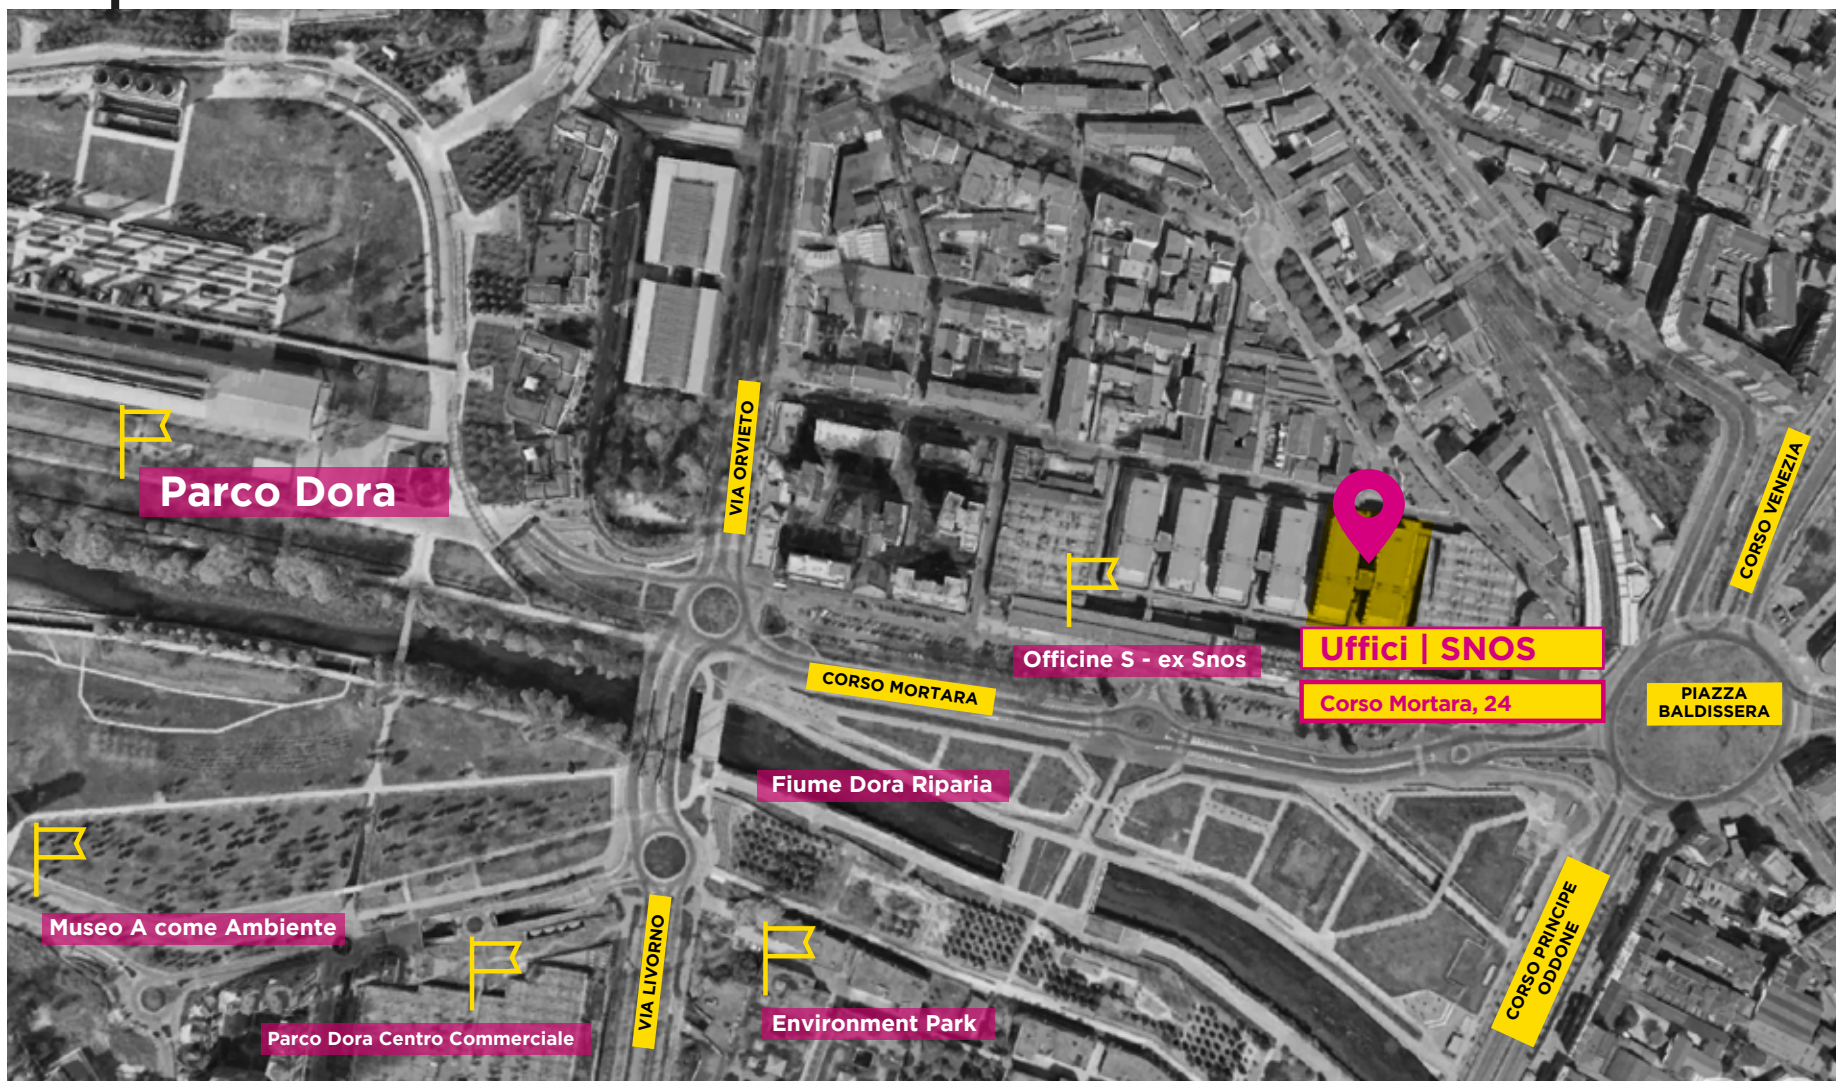 VIA ORVIETO
CORSO VENEZIA
Parco Dora
Officine S - ex Snos
Uffici | SNOS
Corso Mortara, 24
CORSO MORTARA
PIAZZA
BALDISSERA
Fiume Dora Riparia
Museo A come Ambiente
VIA LIVORNO
CORSO PRINCIPE
ODDONE
Parco Dora Centro Commerciale
Environment Park